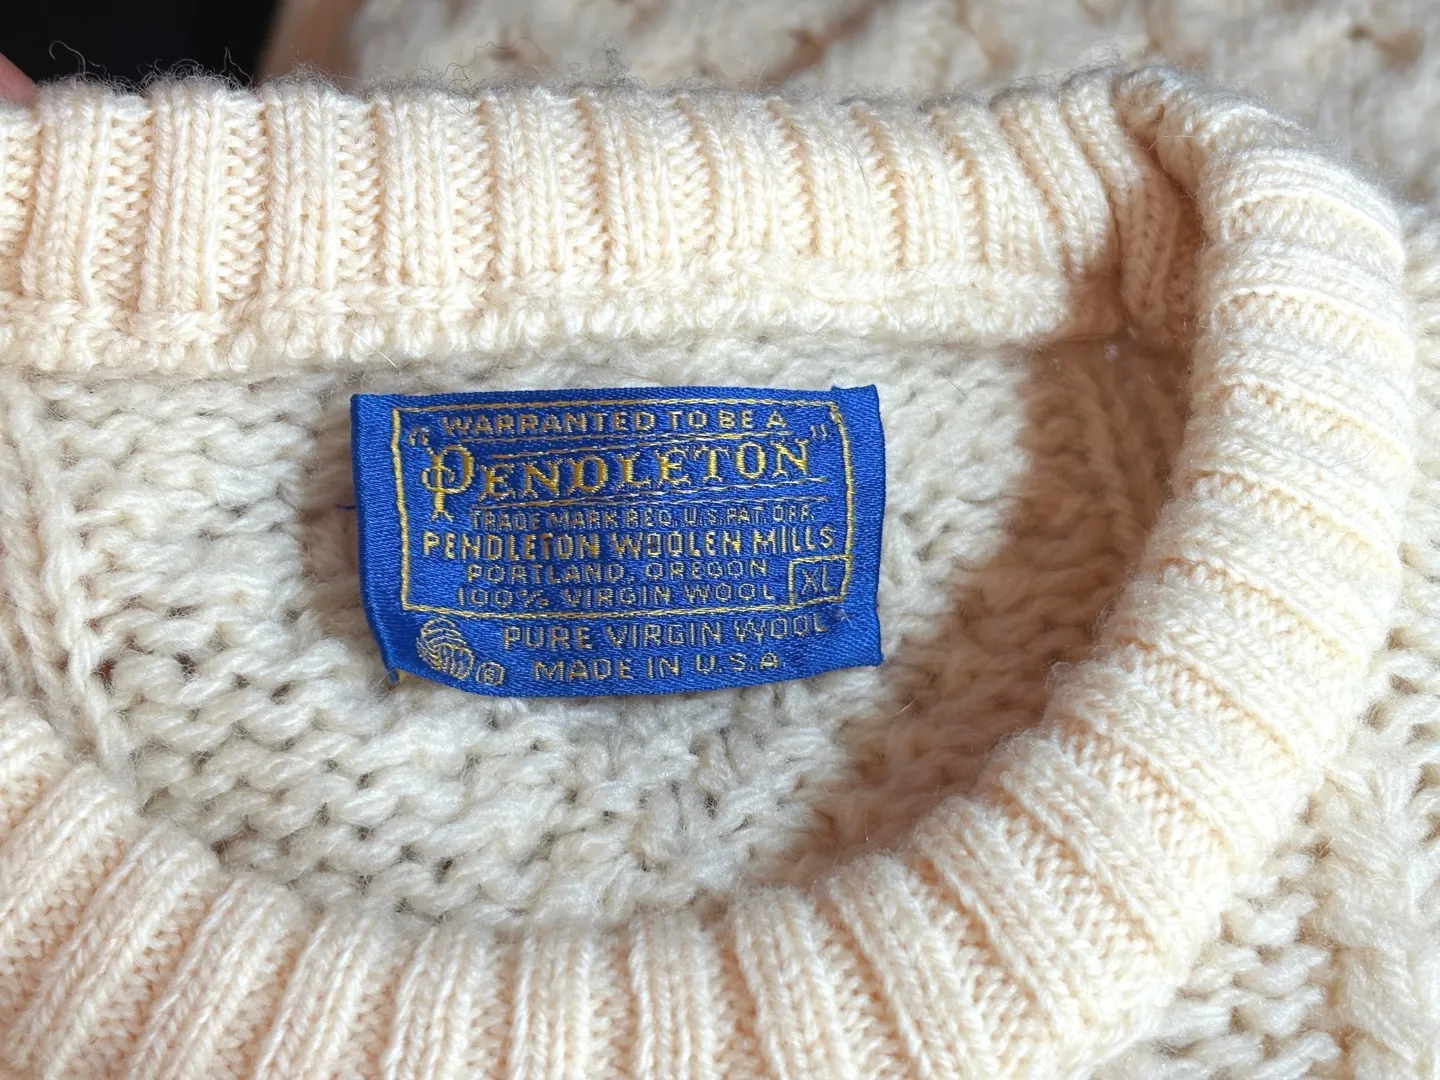 WARRANTED TO BE A
"PENDLETON"
TRADE MARK REG. U.S. PAT. OFF.
PENDLETON WOOLEN MILLS
PORTLAND, OREGON
100% VIRGIN WOOL XL
PURE VIRGIN WOOL
® MADE IN U.S.A.